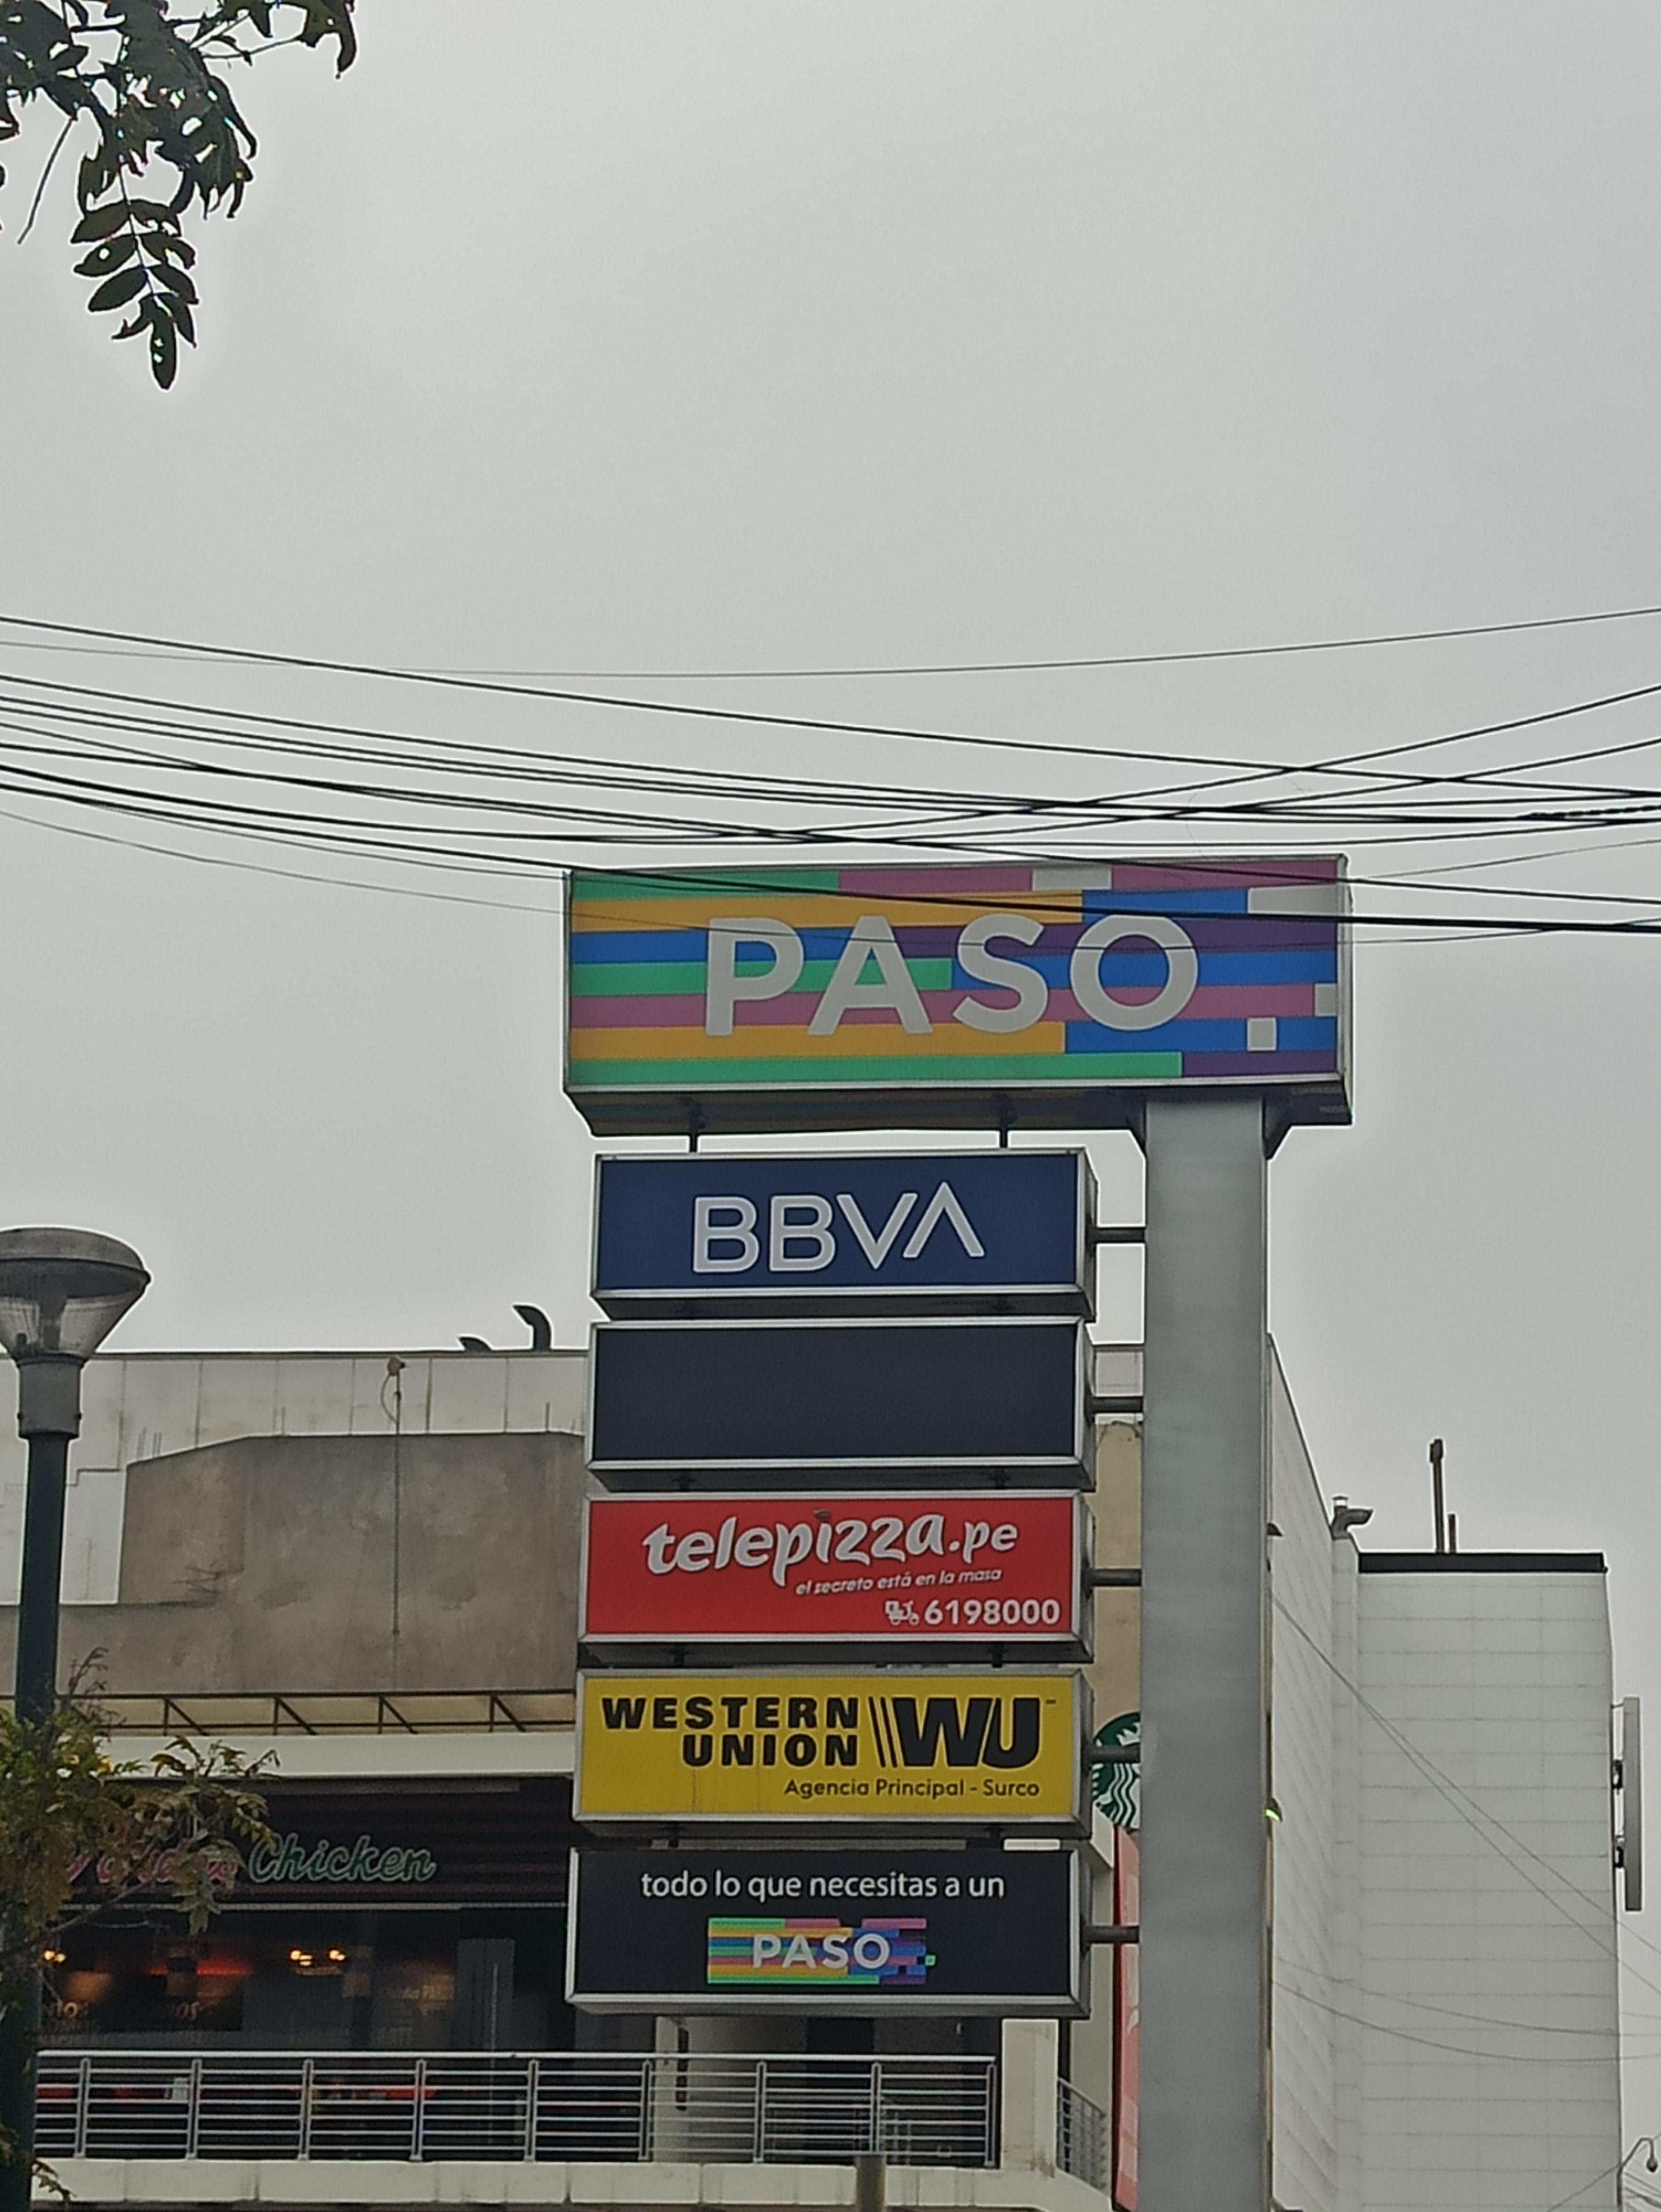 PASO
BBVA
telepizza.pe
el secreto está en la masa
6198000
WESTERN
UNION
WU
Agencia Principal - Surco
todo lo que necesitas a un
PASO
Chicken